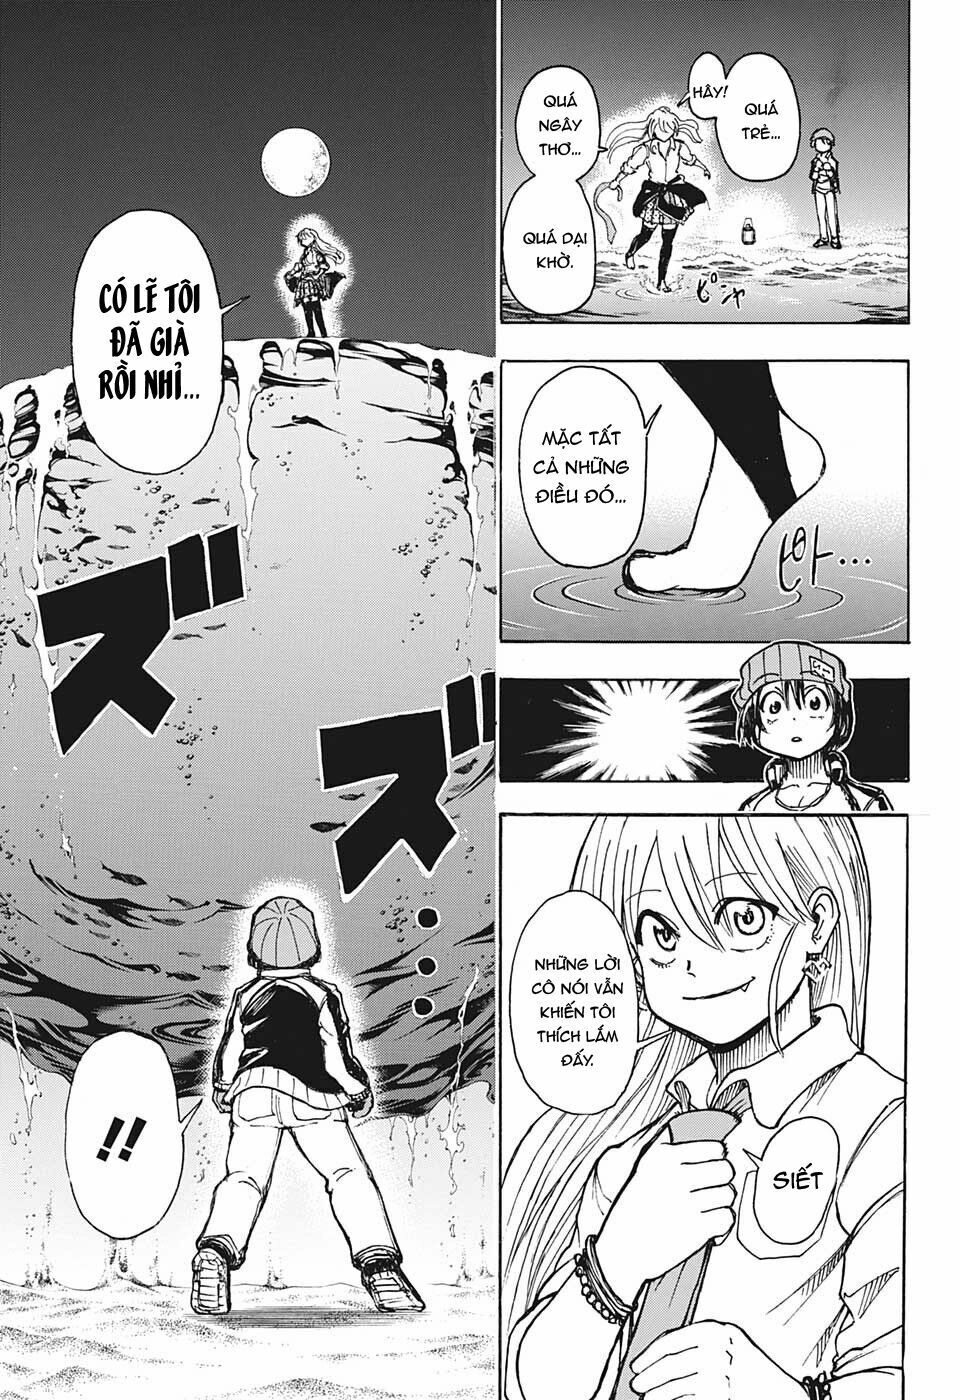 QUÁ
TRẺ...
HÂY!
QUÁ
NGÂY
THƠ...
QUÁ DẠI
KHỜ.
ピチャ
MẶC TẤT
CẢ NHỮNG
ĐIỀU ĐÓ...
ピト...
NHỮNG LỜI
CÔ NÓI VẪN
KHIẾN TÔI
THÍCH LẮM
ĐẤY.
SIẾT
CÓ LẼ TÔI
ĐÃ GIÀ
RỒI NHỈ...
ズズ...
!!